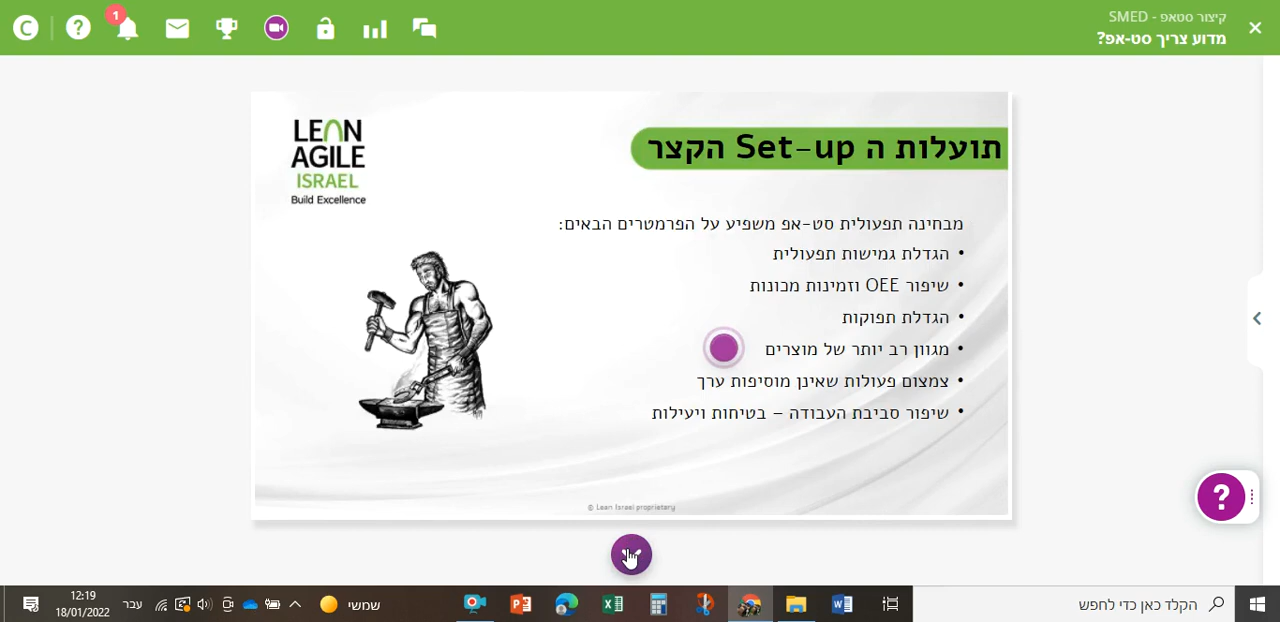 קיצור סטאפ - SMED
מדוע צריך סט-אפ?
C
?
1
LEAN
AGILE
ISRAEL
Build Excellence
תועלות ה Set-up הקצר
מבחינה תפעולית סט-אפ משפיע על הפרמטרים הבאים:
• הגדלת גמישות תפעולית
• שיפור OEE וזמינות מכונות
• הגדלת תפוקות
• מגוון רב יותר של מוצרים
• צמצום פעולות שאינן מוסיפות ערך
• שיפור סביבת העבודה – בטיחות ויעילות
© Lean Israel proprietary
?
הקלד כאן כדי לחפש
שמשי
עבר
12:19
18/01/2022